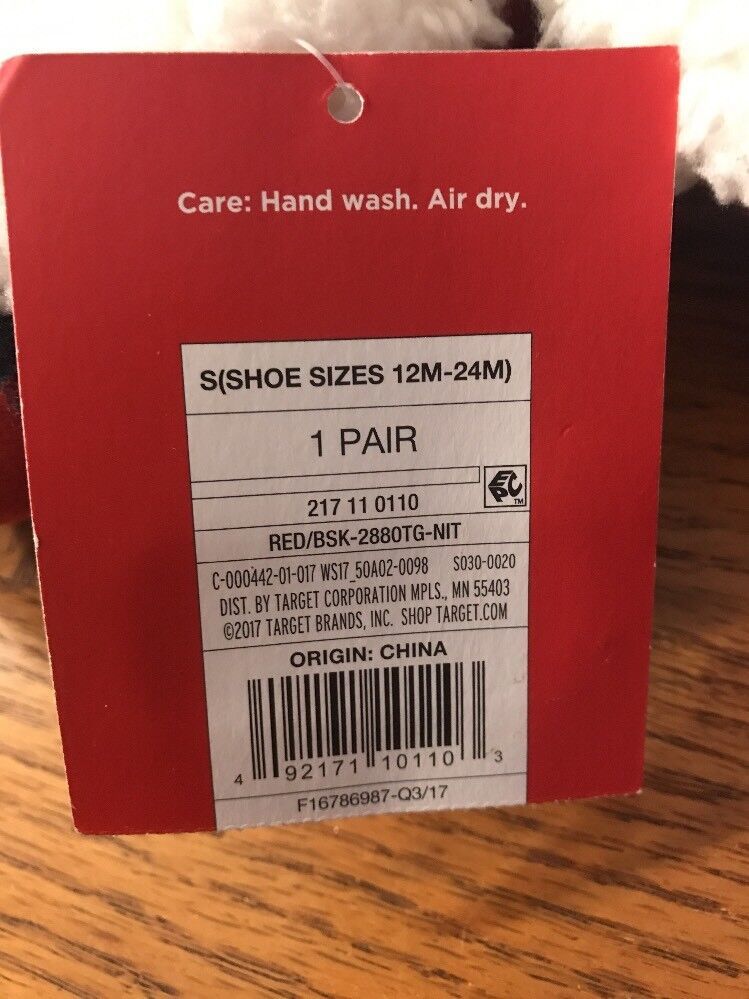 Care: Hand wash. Air dry.
S(SHOE SIZES 12M-24M)
1 PAIR
EPC
TM
217 11 0110
RED/BSK-2880TG-NIT
C-000442-01-017 WS17_50A02-0098 S030-0020
DIST. BY TARGET CORPORATION MPLS., MN 55403
©2017 TARGET BRANDS, INC. SHOP TARGET.COM
ORIGIN: CHINA
4 92171 10110 3
F16786987-Q3/17